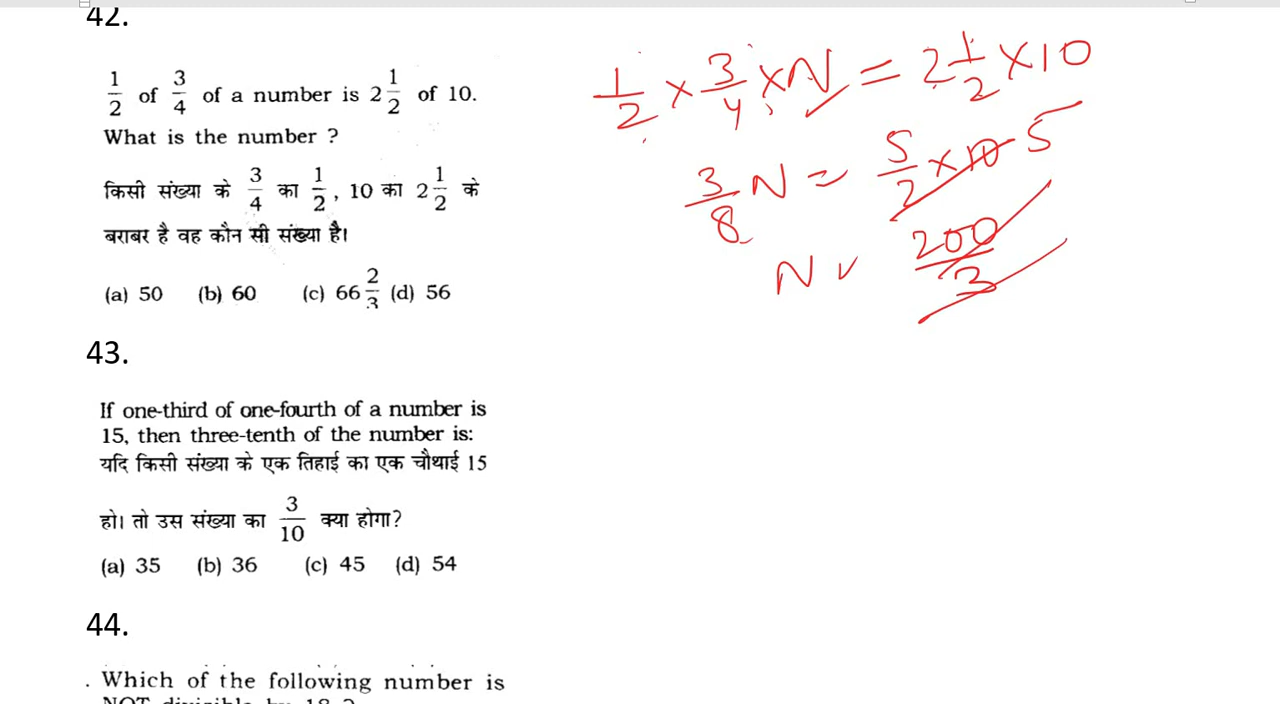 42.
1/2 of 3/4 of a number is 2 1/2 of 10.
What is the number ?
किसी संख्या के 3/4 का 1/2, 10 का 2 1/2 के
बराबर है वह कौन सी संख्या है।
(a) 50 (b) 60 (c) 66 2/3 (d) 56
1/2 × 3/4 × N = 2 1/2 × 10
3/8 N = 5/2 × 10 5
N = 200/3
43.
If one-third of one-fourth of a number is
15, then three-tenth of the number is:
यदि किसी संख्या के एक तिहाई का एक चौथाई 15
हो। तो उस संख्या का 3/10 क्या होगा?
(a) 35 (b) 36 (c) 45 (d) 54
44.
. Which of the following number is
NOT divisible by 18 ?